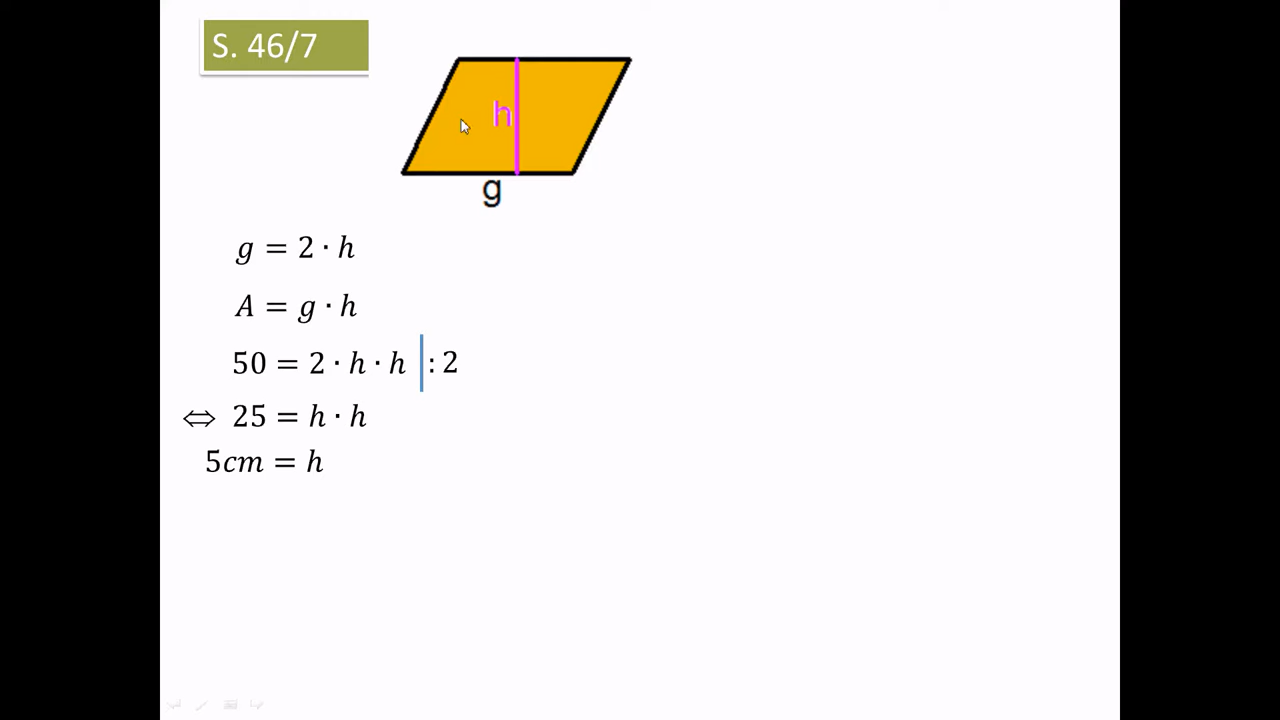 S. 46/7
h
g
g = 2 · h
A = g · h
50 = 2 · h · h | : 2
⇔ 25 = h · h
5cm = h